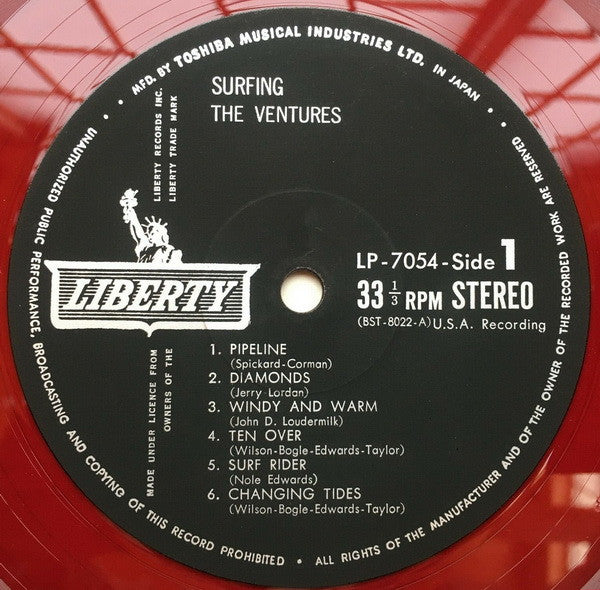 MFD. BY TOSHIBA MUSICAL INDUSTRIES LTD. IN JAPAN
SURFING
THE VENTURES
LIBERTY RECORDS INC.
LIBERTY TRADE MARK
LIBERTY
LP-7054-Side 1
33 1/3 RPM STEREO
(BST-8022-A) U.S.A. Recording
1. PIPELINE
(Spickard-Corman)
2. DIAMONDS
(Jerry Lordan)
3. WINDY AND WARM
(John D. Loudermilk)
4. TEN OVER
(Wilson-Bogle-Edwards-Taylor)
5. SURF RIDER
(Nole Edwards)
6. CHANGING TIDES
(Wilson-Bogle-Edwards-Taylor)
MADE UNDER LICENCE FROM
OWNERS OF THE
UNAUTHORIZED PUBLIC PERFORMANCE, BROADCASTING AND COPYING OF THIS RECORD PROHIBITED • ALL RIGHTS OF THE MANUFACTURER AND OF THE OWNER OF THE RECORDED WORK ARE RESERVED